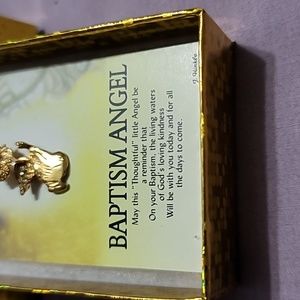 BAPTISM ANGEL
May this "Thoughtful" little Angel be
a reminder that
On your Baptism, the living waters
of God's loving kindness
Will be with you today and for all
the days to come.